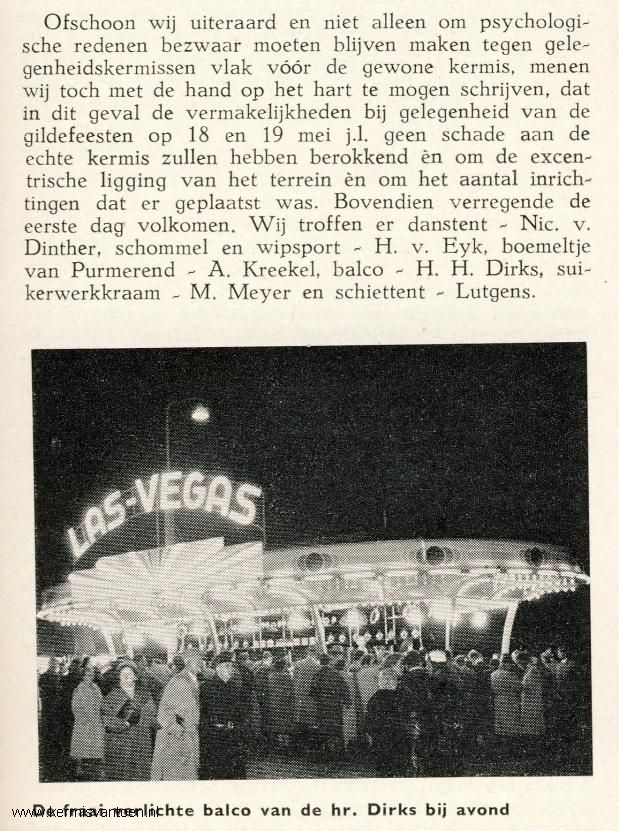 Ofschoon wij uiteraard en niet alleen om psychologi-
sche redenen bezwaar moeten blijven maken tegen gele-
genheidskermissen vlak vóór de gewone kermis, menen
wij toch met de hand op het hart te mogen schrijven, dat
in dit geval de vermakelijkheden bij gelegenheid van de
gildefeesten op 18 en 19 mei j.l. geen schade aan de
echte kermis zullen hebben berokkend èn om de excen-
trische ligging van het terrein èn om het aantal inrich-
tingen dat er geplaatst was. Bovendien verregende de
eerste dag volkomen. Wij troffen er danstent - Nic. v.
Dinther, schommel en wipsport - H. v. Eyk, boemeltje
van Purmerend - A. Kreekel, balco - H. H. Dirks, sui-
kerwerkkraam - M. Meyer en schiettent - Lutgens.
LAS-VEGAS
De fraai verlichte balco van de hr. Dirks bij avond
www.kermisvantoen.nl